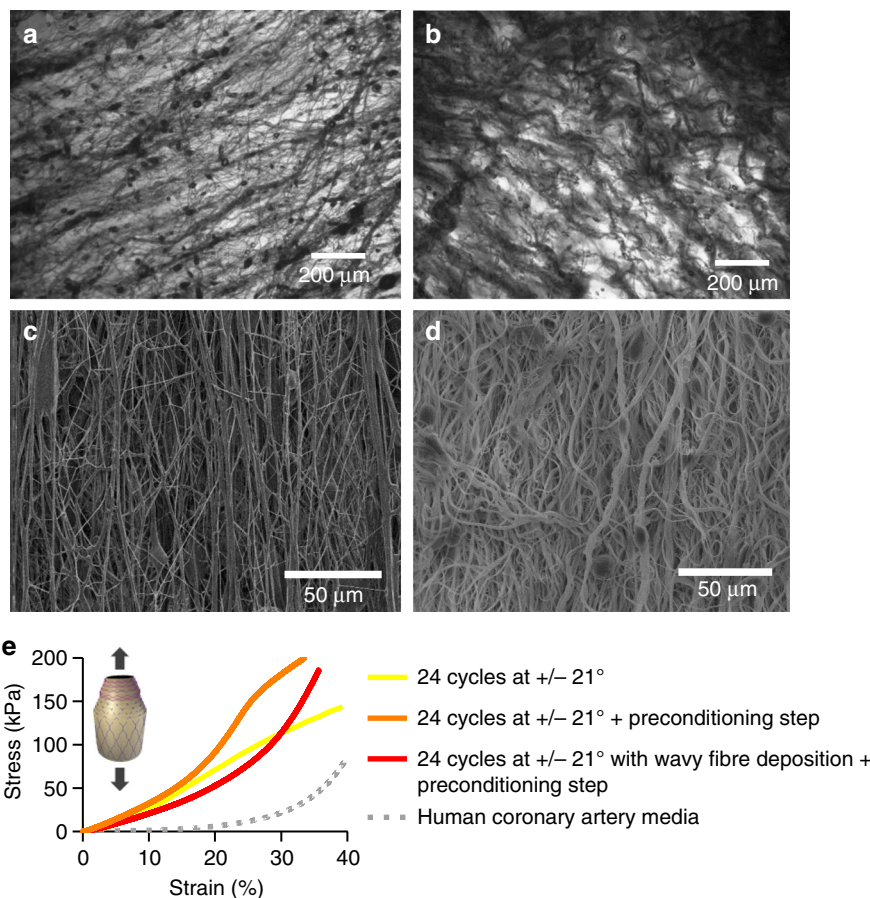 a
b
200 μm
200 μm
c
d
50 μm
50 μm
e
200
150
100
50
0
Stress (kPa)
0 10 20 30 40
Strain (%)
24 cycles at +/– 21°
24 cycles at +/– 21° + preconditioning step
24 cycles at +/– 21° with wavy fibre deposition +
preconditioning step
Human coronary artery media